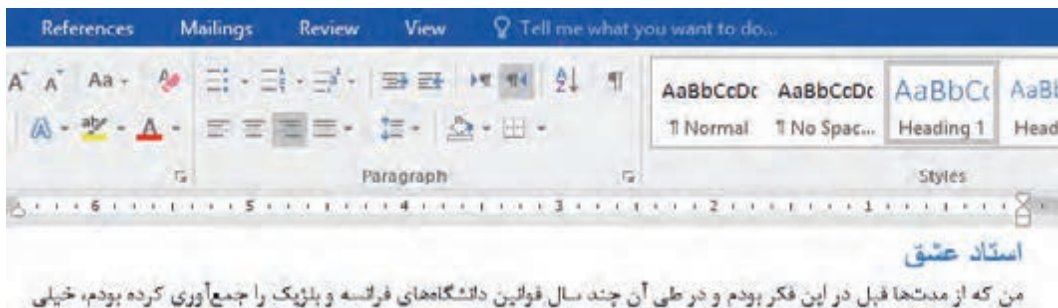 References Mailings Review View Tell me what you want to do...
Aa AaBbCcDc AaBbCcDc AaBbCc AaBb
¶ Normal ¶ No Spac... Heading 1 Head
Paragraph Styles
6 5 4 3 2 1
استاد عشق
من که از مدت‌ها قبل در این فکر بودم و در طی آن چند سال قوانین دانشگاه‌های فرانسه و بلژیک را جمع‌آوری کرده بودم، خیلی